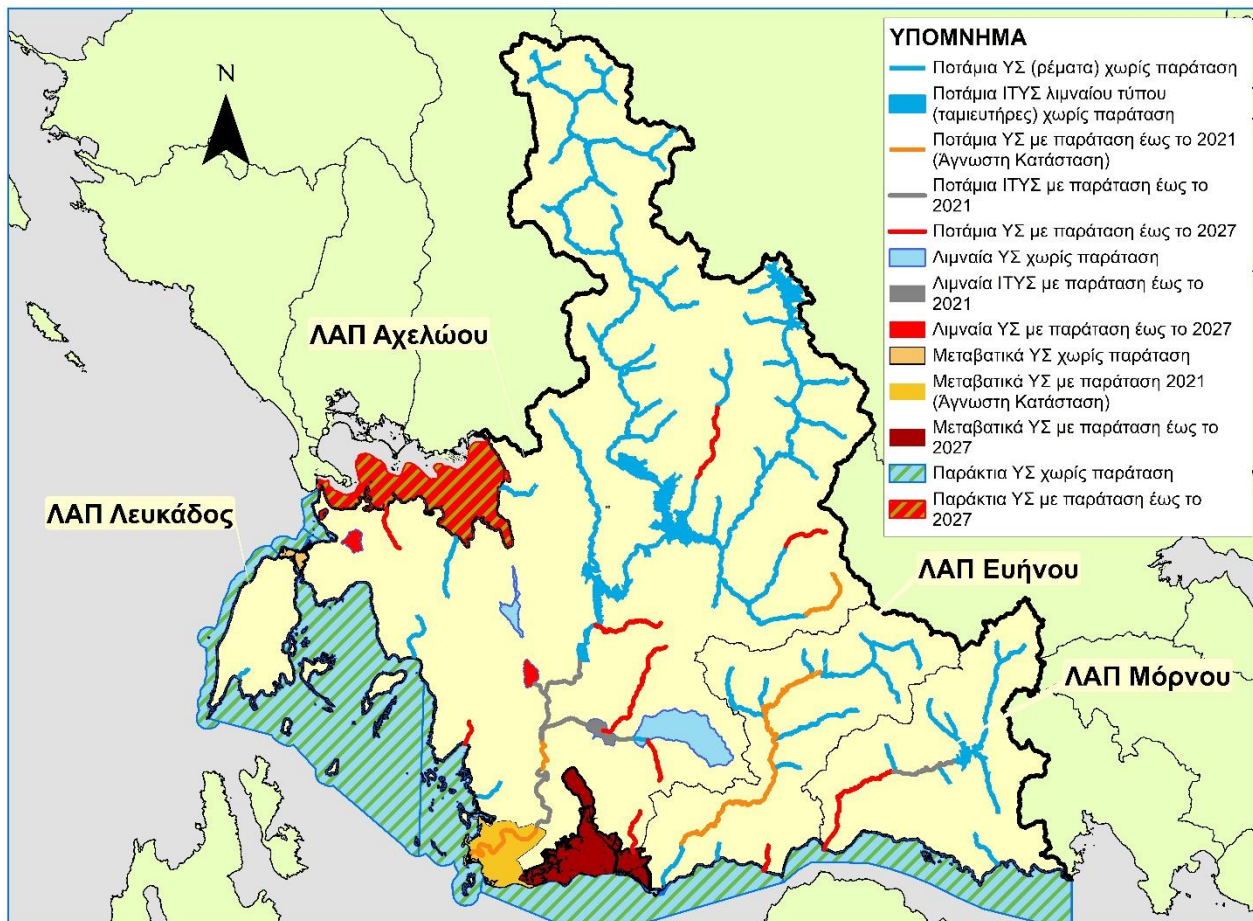 N
ΛΑΠ Αχελώου
ΛΑΠ Λευκάδος
ΛΑΠ Ευήνου
ΛΑΠ Μόρνου
ΥΠΟΜΝΗΜΑ
Ποτάμια ΥΣ (ρέματα) χωρίς παράταση
Ποτάμια ΙΤΥΣ λιμναίου τύπου
(ταμιευτήρες) χωρίς παράταση
Ποτάμια ΥΣ με παράταση έως το 2021
(Άγνωστη Κατάσταση)
Ποτάμια ΙΤΥΣ με παράταση έως το
2021
Ποτάμια ΥΣ με παράταση έως το 2027
Λιμναία ΥΣ χωρίς παράταση
Λιμναία ΙΤΥΣ με παράταση έως το
2021
Λιμναία ΥΣ με παράταση έως το 2027
Μεταβατικά ΥΣ χωρίς παράταση
Μεταβατικά ΥΣ με παράταση 2021
(Άγνωστη Κατάσταση)
Μεταβατικά ΥΣ με παράταση έως το
2027
Παράκτια ΥΣ χωρίς παράταση
Παράκτια ΥΣ με παράταση έως το
2027